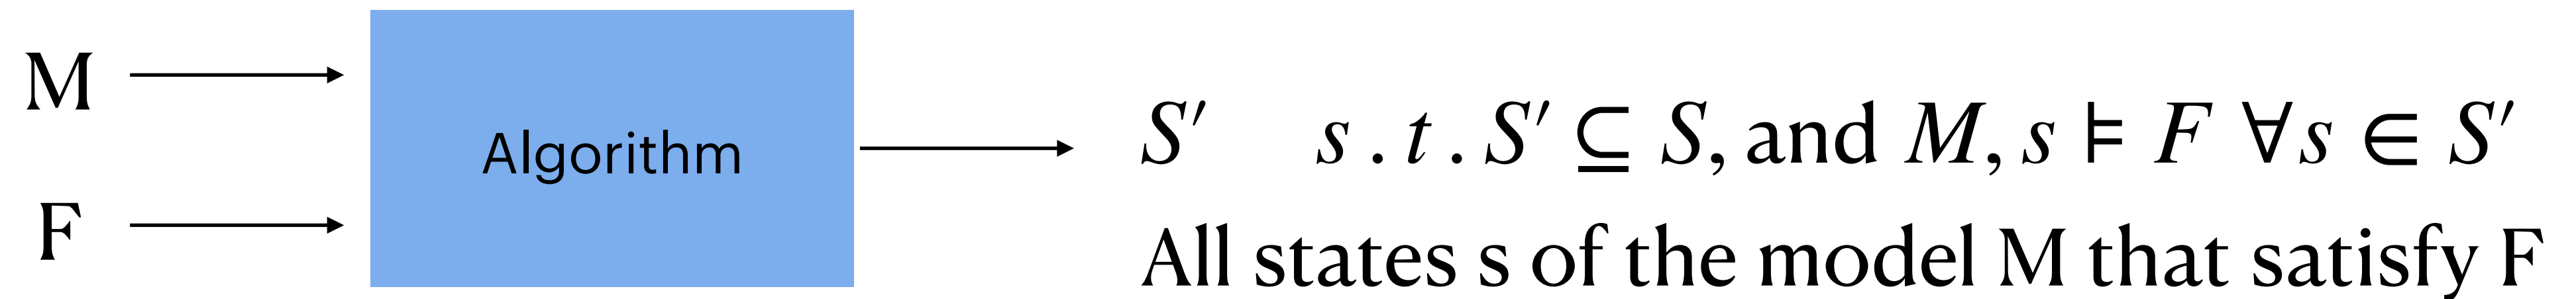 M
F
Algorithm
S′ s . t . S′ ⊆ S, and M, s ⊨ F ∀s ∈ S′
All states s of the model M that satisfy F